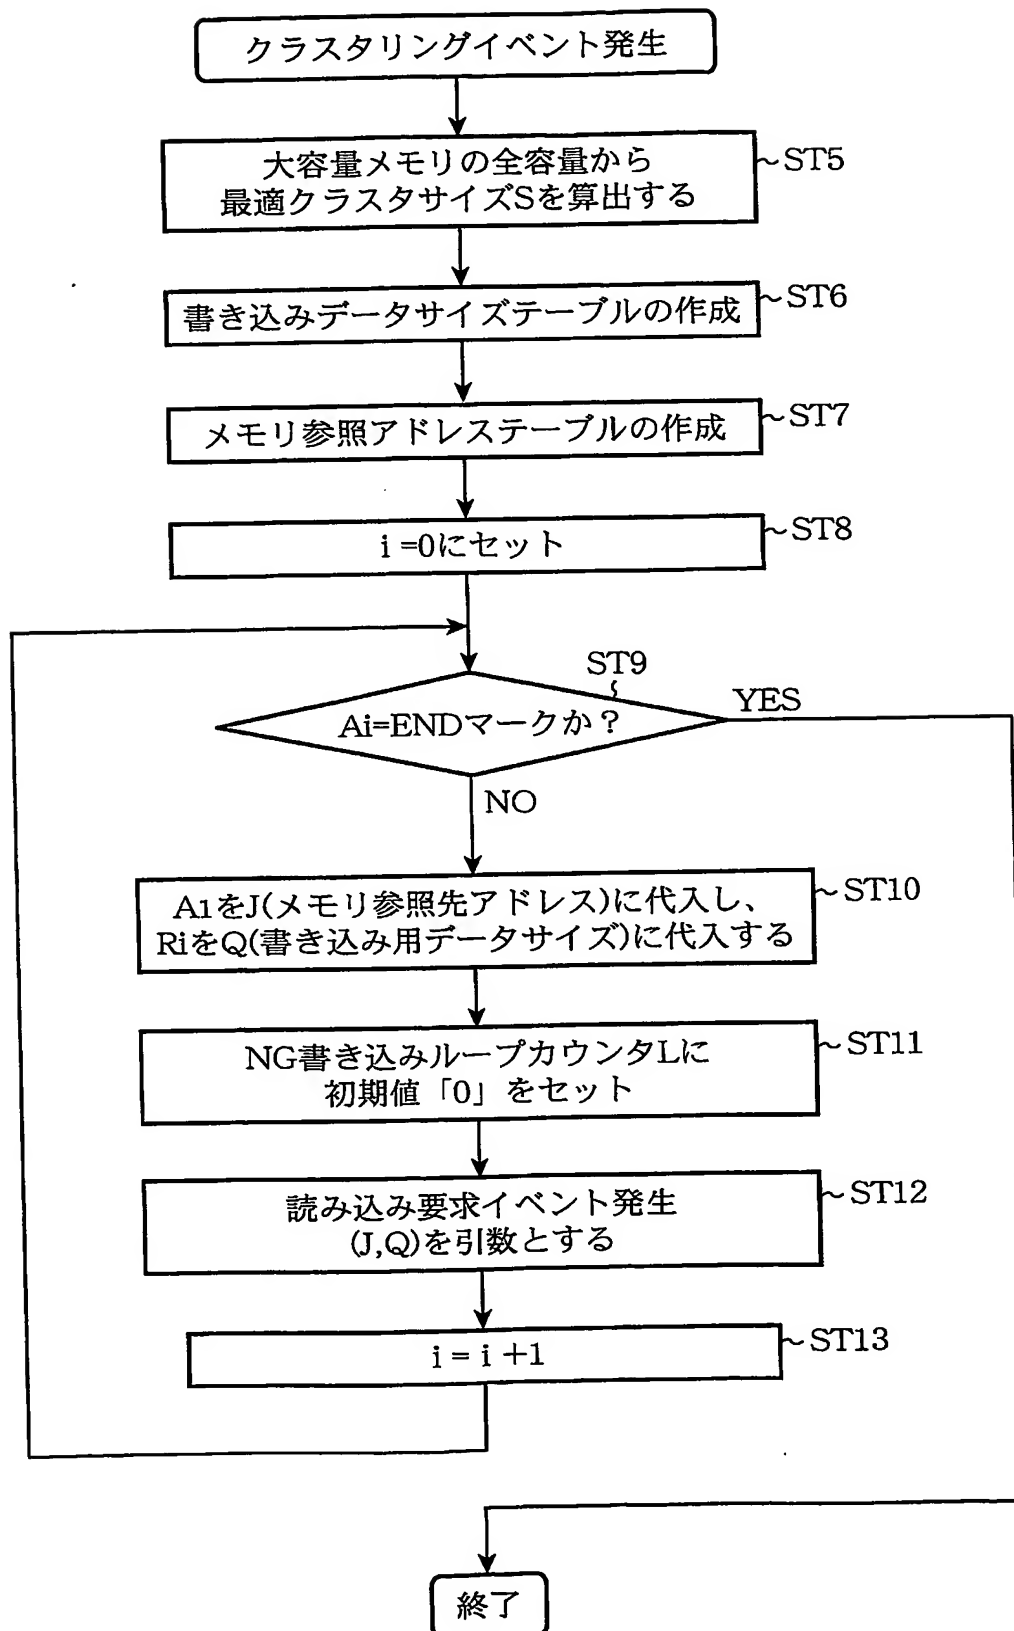 クラスタリングイベント発生
大容量メモリの全容量から
最適クラスタサイズSを算出する
~ST5
書き込みデータサイズテーブルの作成
~ST6
メモリ参照アドレステーブルの作成
~ST7
i=0にセット
~ST8
ST9
Ai=ENDマークか?
YES
NO
A1をJ(メモリ参照先アドレス)に代入し、
RiをQ(書き込み用データサイズ)に代入する
~ST10
NG書き込みループカウンタLに
初期値「0」をセット
~ST11
読み込み要求イベント発生
(J,Q)を引数とする
~ST12
i = i +1
~ST13
終了